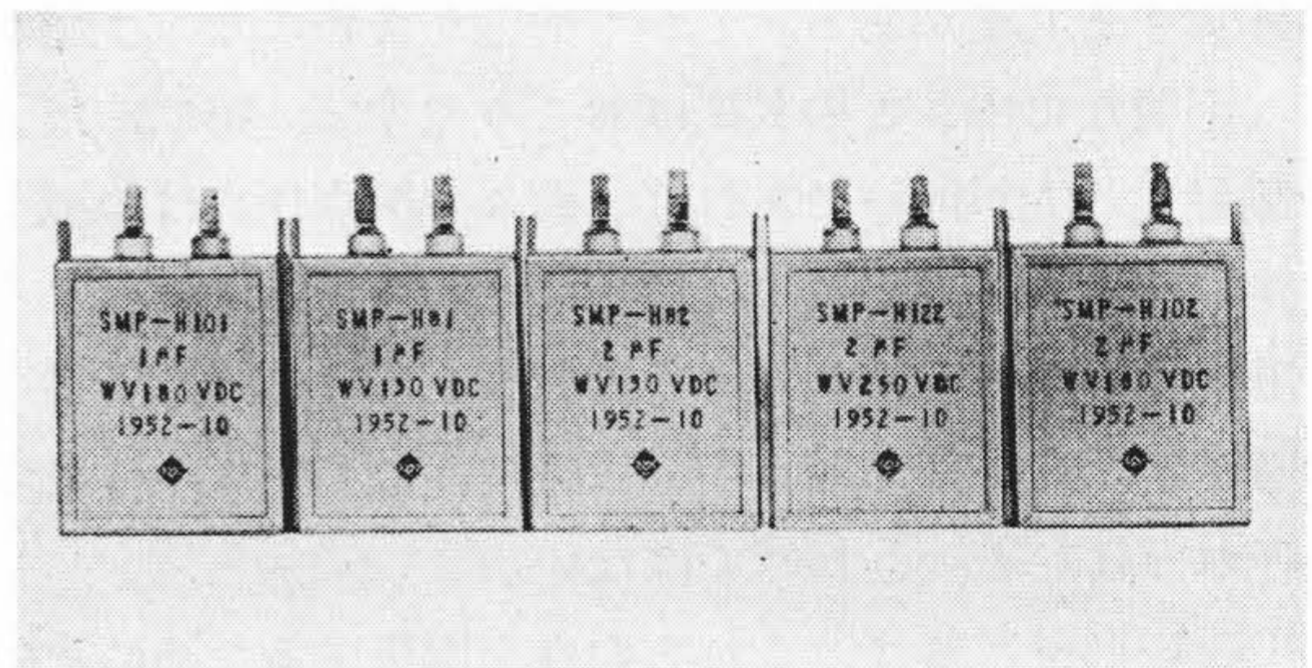 SMP-H101
1 μF
WV180 VDC
1952-10
SMP-H81
1 μF
WV130 VDC
1952-10
SMP-H82
2 μF
WV130 VDC
1952-10
SMP-H122
2 μF
WV250 VDC
1952-10
SMP-H102
2 μF
WV180 VDC
1952-10